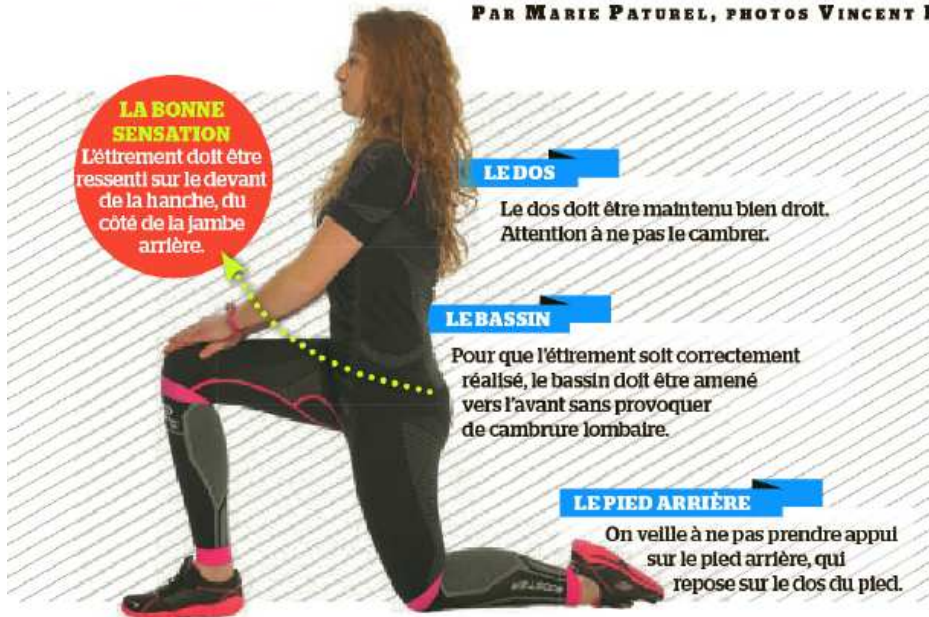 PAR MARIE PATUREL, PHOTOS VINCENT
LA BONNE
SENSATION
L'étirement doit être
ressenti sur le devant
de la hanche, du
côté de la jambe
arrière.
LE DOS
Le dos doit être maintenu bien droit.
Attention à ne pas le cambrer.
LE BASSIN
Pour que l'étirement soit correctement
réalisé, le bassin doit être amené
vers l'avant sans provoquer
de cambrure lombaire.
LE PIED ARRIÈRE
On veille à ne pas prendre appui
sur le pied arrière, qui
repose sur le dos du pied.